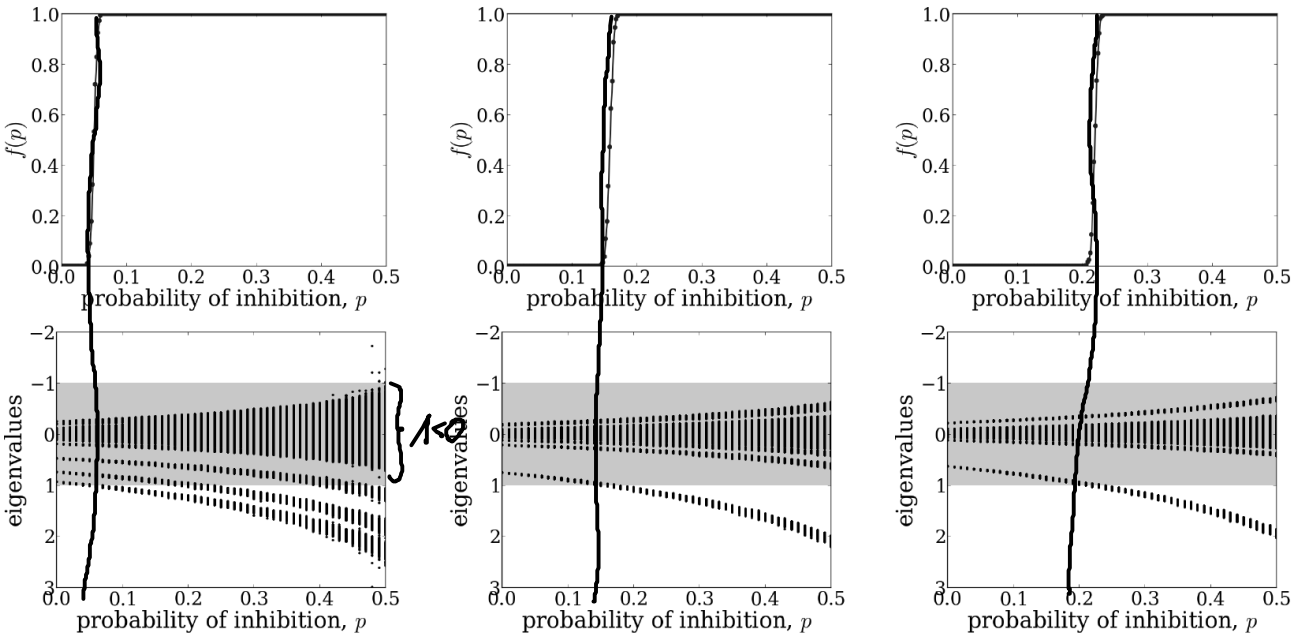 1.0 0.8 0.6 0.4 0.2 0.0
f(p)
0.0 0.1 0.2 0.3 0.4 0.5
probability of inhibition, p
1.0 0.8 0.6 0.4 0.2 0.0
f(p)
0.0 0.1 0.2 0.3 0.4 0.5
probability of inhibition, p
1.0 0.8 0.6 0.4 0.2 0.0
f(p)
0.0 0.1 0.2 0.3 0.4 0.5
probability of inhibition, p
−2 −1 0 1 2 3
eigenvalues
0.0 0.1 0.2 0.3 0.4 0.5
probability of inhibition, p
−2 −1 0 1 2 3
eigenvalues
0.0 0.1 0.2 0.3 0.4 0.5
probability of inhibition, p
−2 −1 0 1 2 3
eigenvalues
0.0 0.1 0.2 0.3 0.4 0.5
probability of inhibition, p